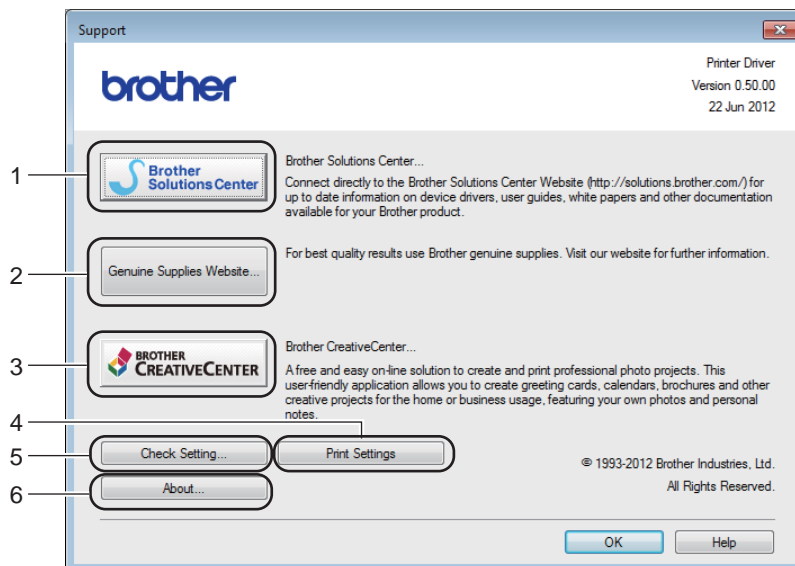 Support
brother
Printer Driver
Version 0.50.00
22 Jun 2012
1
Brother
Solutions Center
Brother Solutions Center...
Connect directly to the Brother Solutions Center Website (http://solutions.brother.com/) for
up to date information on device drivers, user guides, white papers and other documentation
available for your Brother product.
2
Genuine Supplies Website...
For best quality results use Brother genuine supplies. Visit our website for further information.
3
BROTHER
CREATIVECENTER
Brother CreativeCenter...
A free and easy on-line solution to create and print professional photo projects. This
user-friendly application allows you to create greeting cards, calendars, brochures and other
creative projects for the home or business usage, featuring your own photos and personal
notes.
4
5
Check Setting...
Print Settings
© 1993-2012 Brother Industries, Ltd.
6
About...
All Rights Reserved.
OK
Help